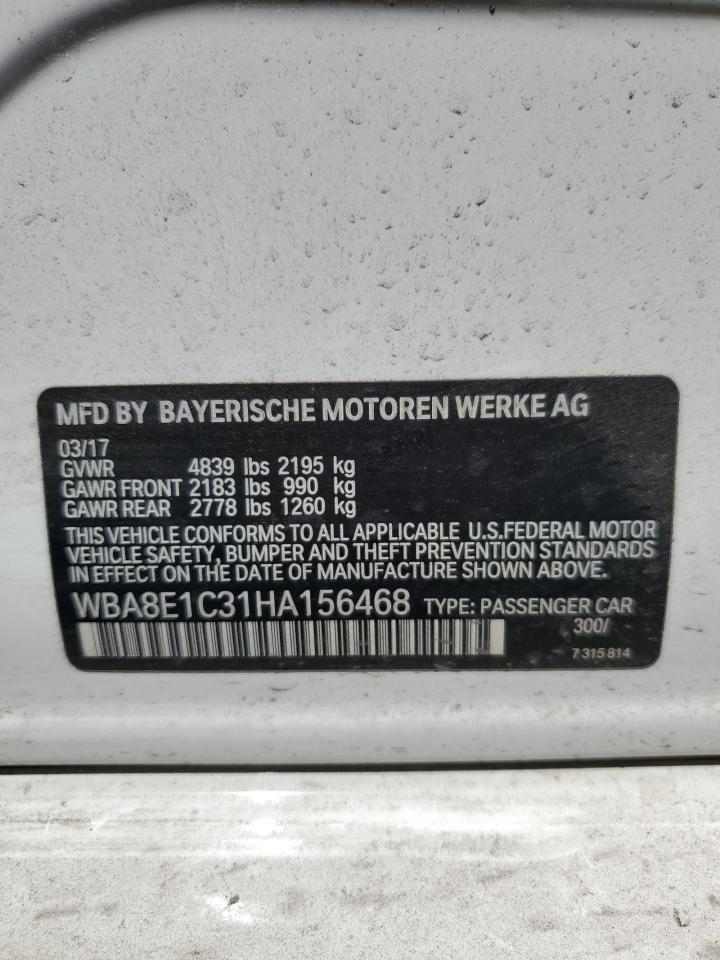 MFD BY BAYERISCHE MOTOREN WERKE AG
03/17
GVWR 4839 lbs 2195 kg
GAWR FRONT 2183 lbs 990 kg
GAWR REAR 2778 lbs 1260 kg
THIS VEHICLE CONFORMS TO ALL APPLICABLE U.S.FEDERAL MOTOR
VEHICLE SAFETY, BUMPER AND THEFT PREVENTION STANDARDS
IN EFFECT ON THE DATE OF MANUFACTURE SHOWN ABOVE.
WBA8E1C31HA156468 TYPE: PASSENGER CAR
300/
7 315 814